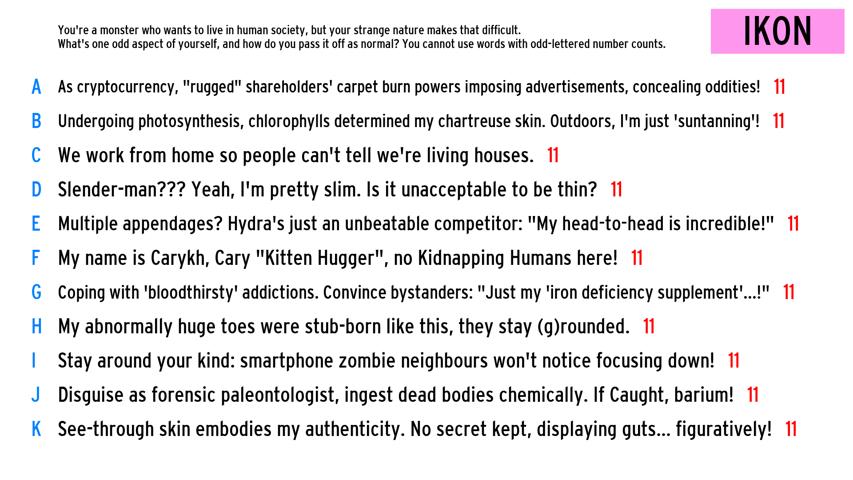 You're a monster who wants to live in human society, but your strange nature makes that difficult.
What's one odd aspect of yourself, and how do you pass it off as normal? You cannot use words with odd-lettered number counts.
IKON
A As cryptocurrency, "rugged" shareholders' carpet burn powers imposing advertisements, concealing oddities! 11
B Undergoing photosynthesis, chlorophylls determined my chartreuse skin. Outdoors, I'm just 'suntanning'! 11
C We work from home so people can't tell we're living houses. 11
D Slender-man??? Yeah, I'm pretty slim. Is it unacceptable to be thin? 11
E Multiple appendages? Hydra's just an unbeatable competitor: "My head-to-head is incredible!" 11
F My name is Carykh, Cary "Kitten Hugger", no Kidnapping Humans here! 11
G Coping with 'bloodthirsty' addictions. Convince bystanders: "Just my 'iron deficiency supplement'...!" 11
H My abnormally huge toes were stub-born like this, they stay (g)rounded. 11
I Stay around your kind: smartphone zombie neighbours won't notice focusing down! 11
J Disguise as forensic paleontologist, ingest dead bodies chemically. If Caught, barium! 11
K See-through skin embodies my authenticity. No secret kept, displaying guts... figuratively! 11